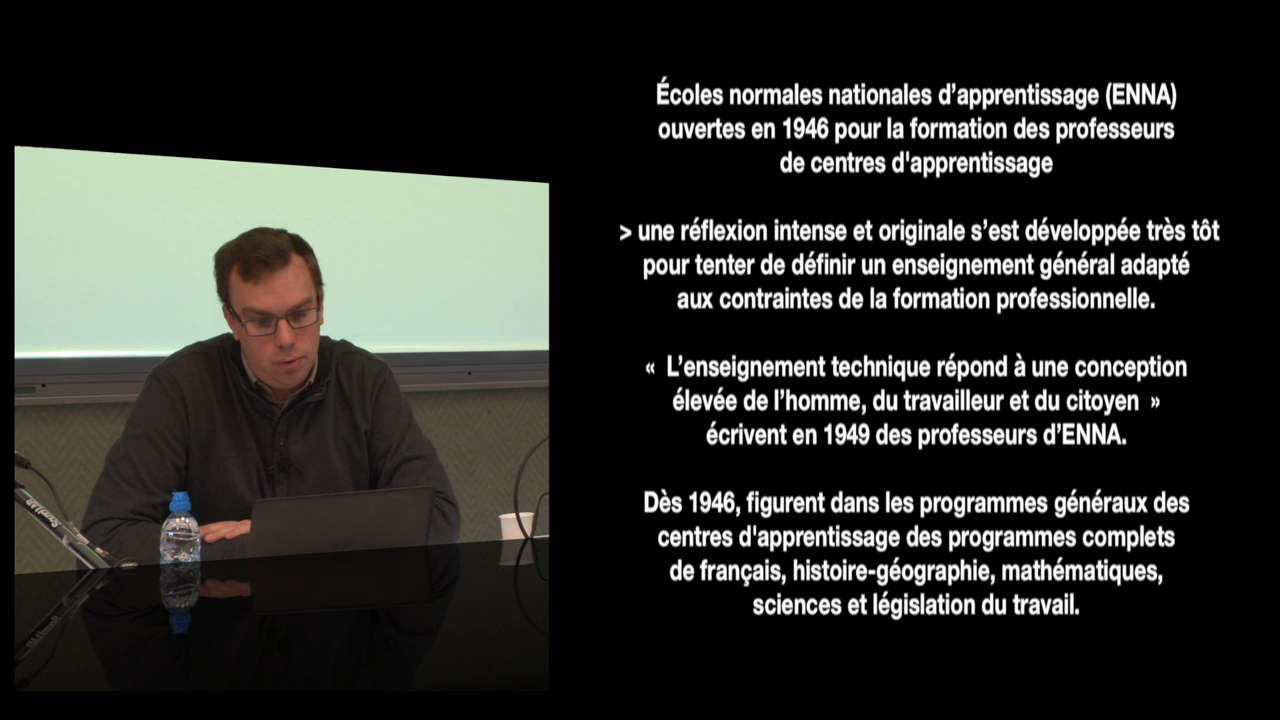 Écoles normales nationales d’apprentissage (ENNA)
ouvertes en 1946 pour la formation des professeurs
de centres d'apprentissage
> une réflexion intense et originale s’est développée très tôt
pour tenter de définir un enseignement général adapté
aux contraintes de la formation professionnelle.
« L’enseignement technique répond à une conception
élevée de l’homme, du travailleur et du citoyen »
écrivent en 1949 des professeurs d’ENNA.
Dès 1946, figurent dans les programmes généraux des
centres d'apprentissage des programmes complets
de français, histoire-géographie, mathématiques,
sciences et législation du travail.